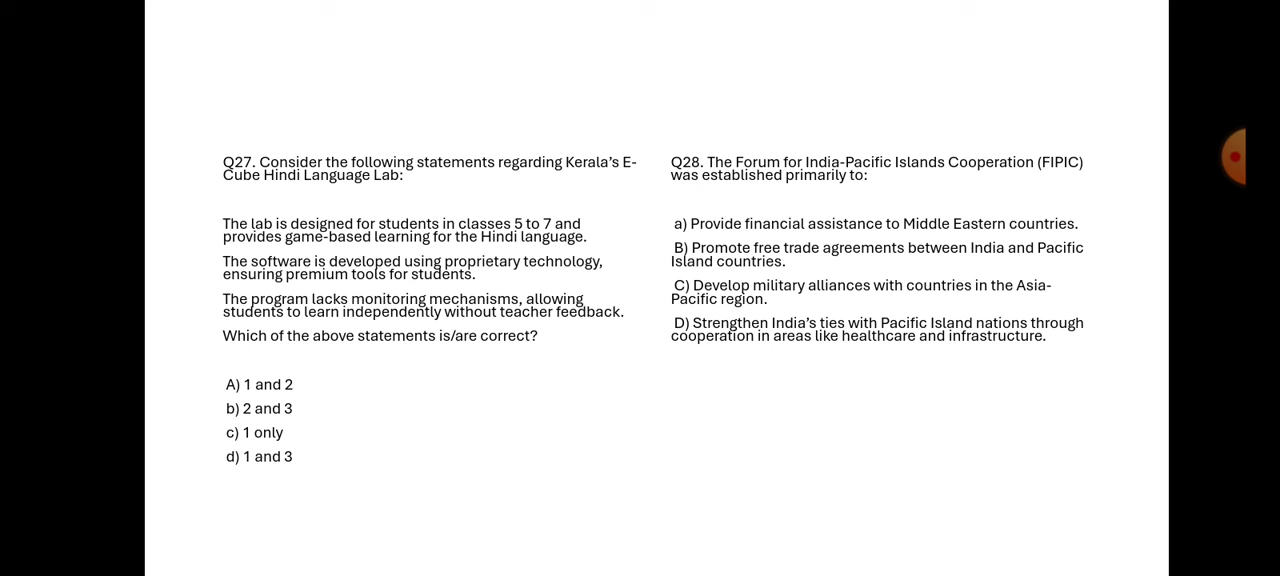 Q27. Consider the following statements regarding Kerala’s E-
Cube Hindi Language Lab:
The lab is designed for students in classes 5 to 7 and
provides game-based learning for the Hindi language.
The software is developed using proprietary technology,
ensuring premium tools for students.
The program lacks monitoring mechanisms, allowing
students to learn independently without teacher feedback.
Which of the above statements is/are correct?
A) 1 and 2
b) 2 and 3
c) 1 only
d) 1 and 3
Q28. The Forum for India-Pacific Islands Cooperation (FIPIC)
was established primarily to:
a) Provide financial assistance to Middle Eastern countries.
B) Promote free trade agreements between India and Pacific
Island countries.
C) Develop military alliances with countries in the Asia-
Pacific region.
D) Strengthen India’s ties with Pacific Island nations through
cooperation in areas like healthcare and infrastructure.